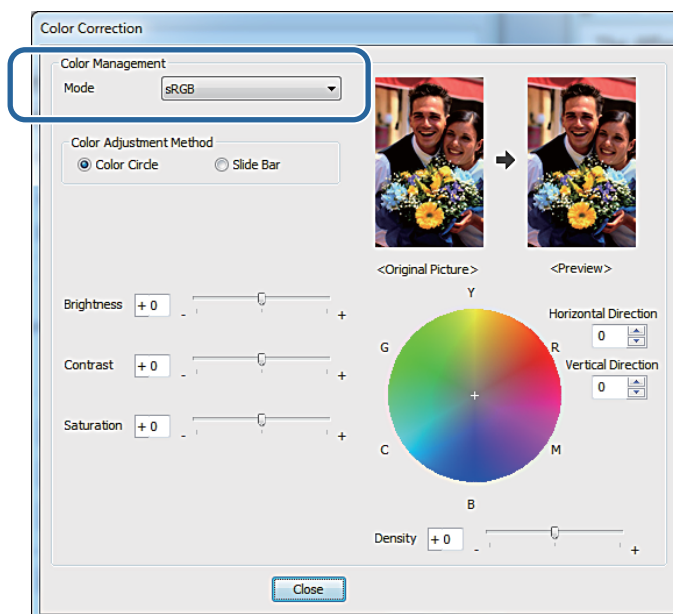 Color Correction
Color Management
Mode sRGB
Color Adjustment Method
Color Circle Slide Bar
<Original Picture> <Preview>
Brightness + 0 - +
Contrast + 0 - +
Saturation + 0 - +
Y
G
R
C
M
B
Horizontal Direction
0
Vertical Direction
0
Density + 0 - +
Close